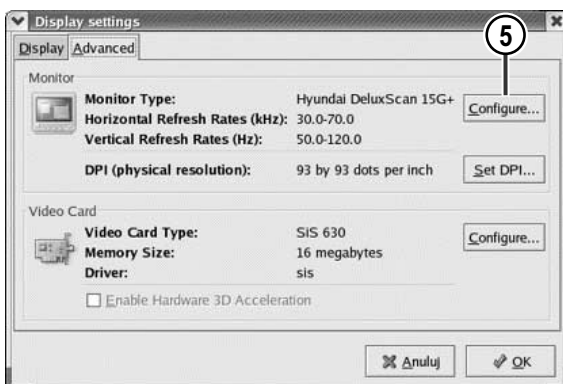 Display settings
5
Display Advanced
Monitor
Monitor Type: Hyundai DeluxScan 15G+ Configure...
Horizontal Refresh Rates (kHz): 30.0-70.0
Vertical Refresh Rates (Hz): 50.0-120.0
DPI (physical resolution): 93 by 93 dots per inch Set DPI...
Video Card
Video Card Type: SIS 630 Configure...
Memory Size: 16 megabytes
Driver: sis
Enable Hardware 3D Acceleration
Anuluj OK